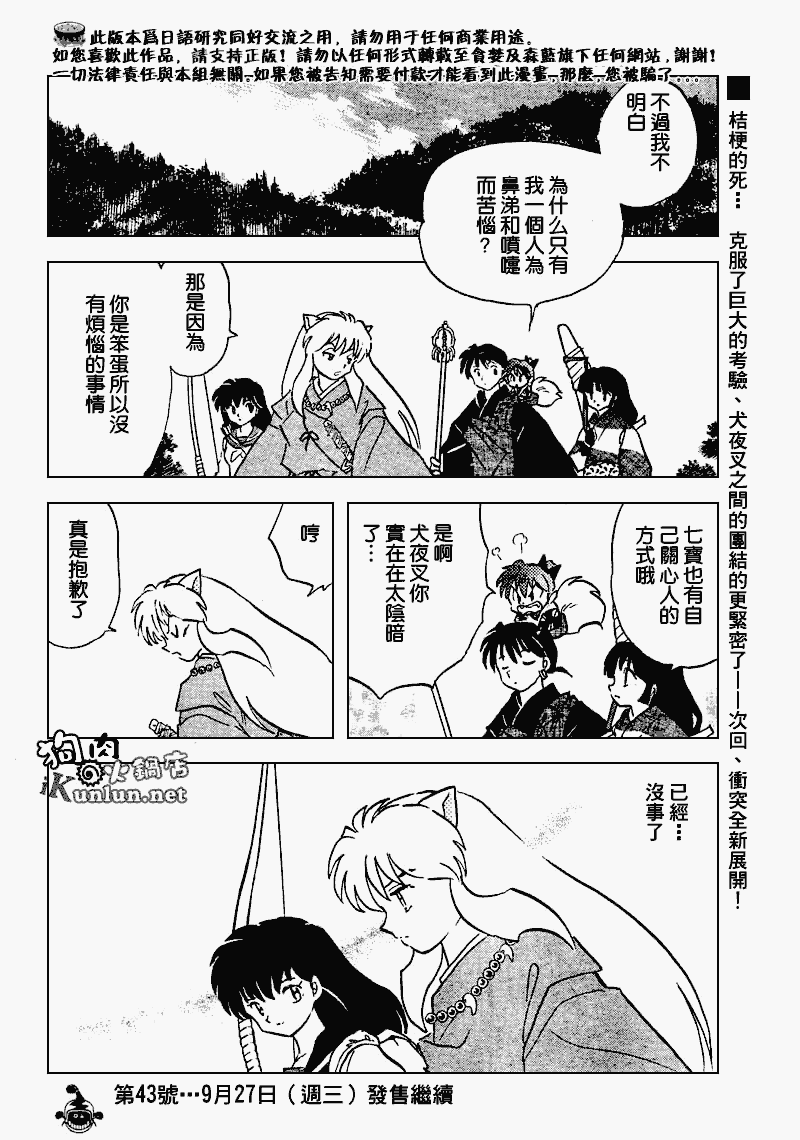 此版本爲日語研究同好交流之用，請勿用于任何商業用途。
如您喜歡此作品，請支持正版！請勿以任何形式轉載至貪婪及森藍旗下任何網站，謝謝！
一切法律責任與本組無關.如果您被告知需要付款才能看到此漫畫,那麼,您被騙了...
■ 桔梗的死… 克服了巨大的考驗、犬夜叉之間的團結的更緊密了——次回、衝突全新展開！
不過我不
明白
為什么只有
我一個人為
鼻涕和噴嚏
而苦惱？
那是因為
你是笨蛋所以沒
有煩惱的事情
七寶也有自
己關心人的
方式哦
是啊
犬夜叉你
實在在太陰暗
了…
哼
真是抱歉了
狗肉
火鍋店
iKunlun.net
已經…
沒事了
第43號…9月27日（週三）發售繼續